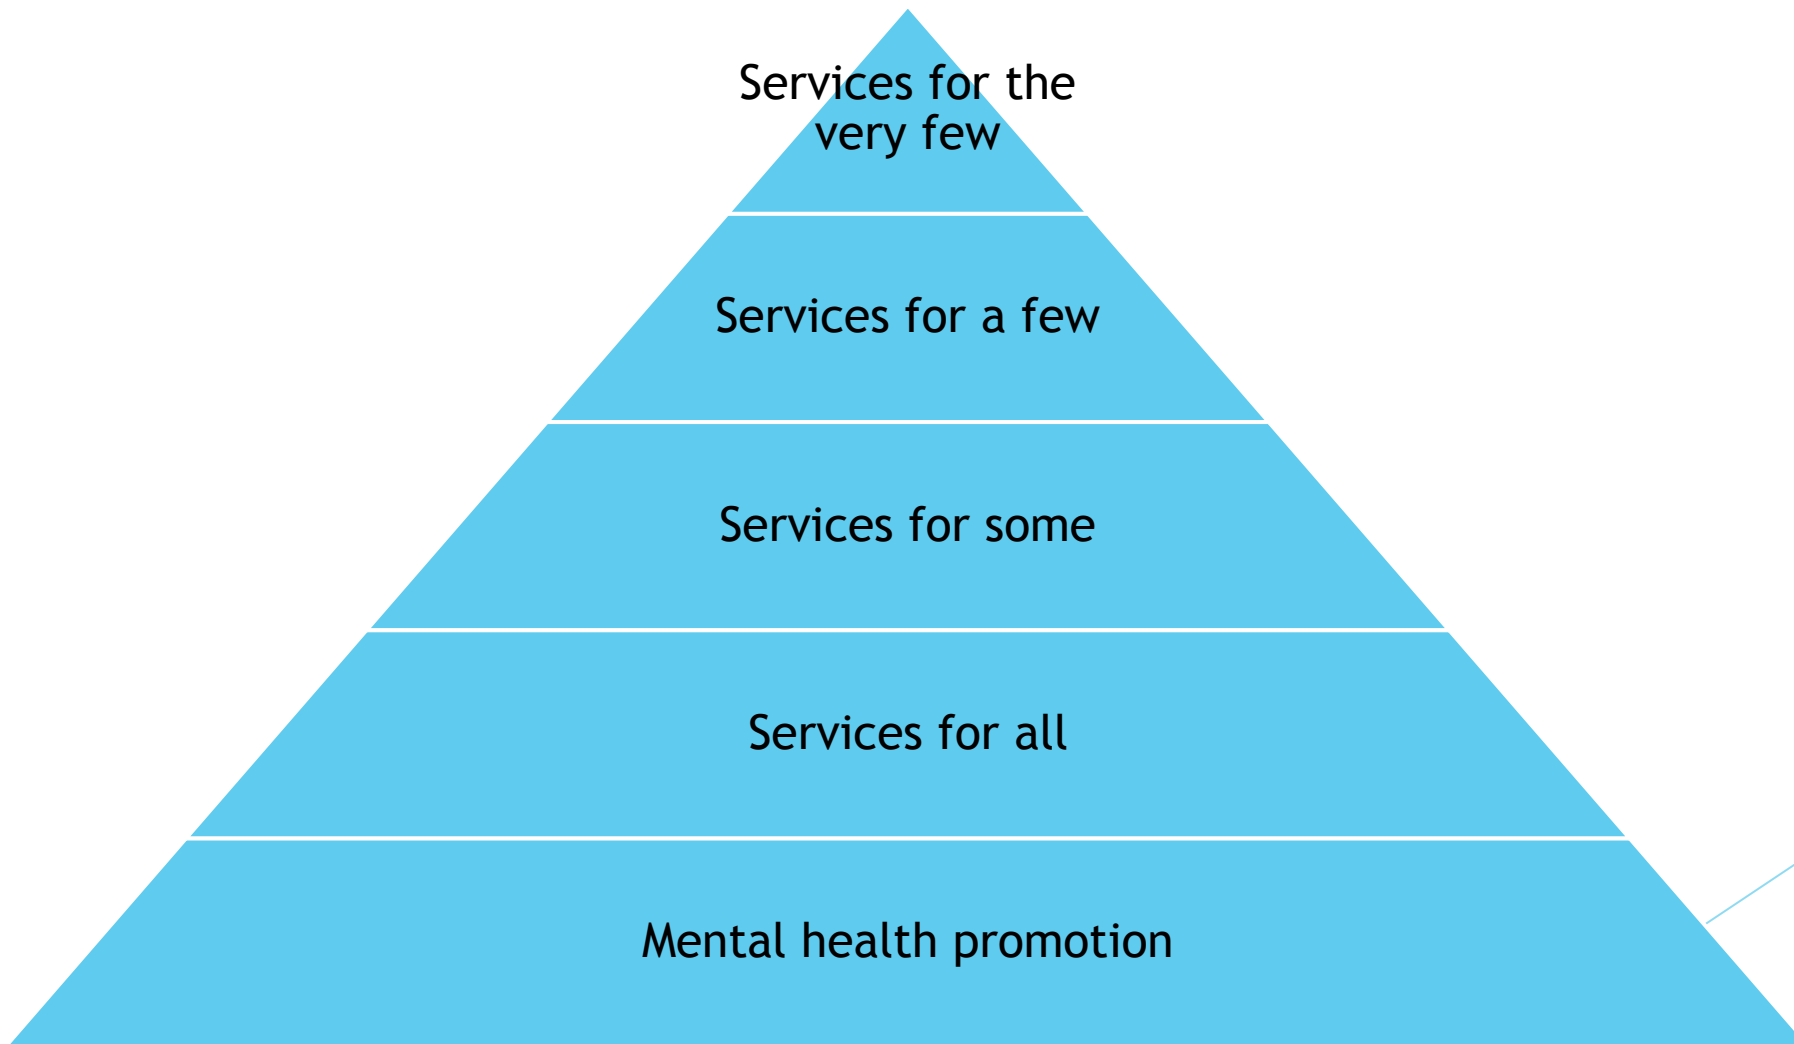 Services for the
very few
Services for a few
Services for some
Services for all
Mental health promotion